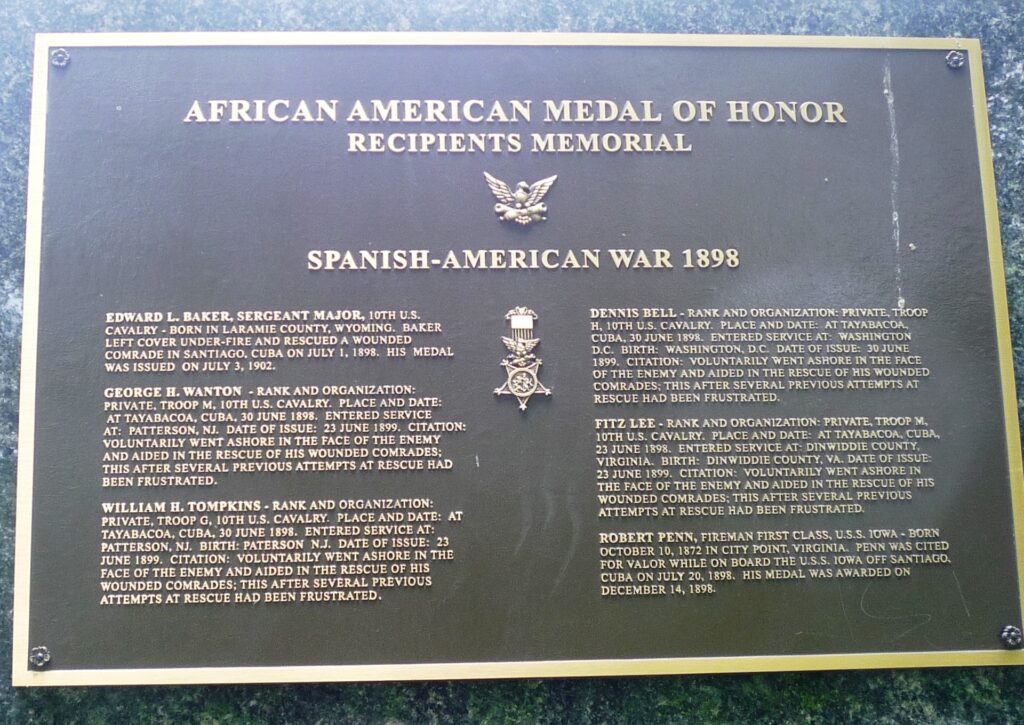 AFRICAN AMERICAN MEDAL OF HONOR
RECIPIENTS MEMORIAL
SPANISH-AMERICAN WAR 1898
EDWARD L. BAKER, SERGEANT MAJOR, 10TH U.S.
CAVALRY - BORN IN LARAMIE COUNTY, WYOMING. BAKER
LEFT COVER UNDER-FIRE AND RESCUED A WOUNDED
COMRADE IN SANTIAGO, CUBA ON JULY 1, 1898. HIS MEDAL
WAS ISSUED ON JULY 3, 1902.
GEORGE H. WANTON - RANK AND ORGANIZATION:
PRIVATE, TROOP M, 10TH U.S. CAVALRY. PLACE AND DATE:
AT TAYABACOA, CUBA, 30 JUNE 1898. ENTERED SERVICE
AT: PATTERSON, NJ. DATE OF ISSUE: 23 JUNE 1899. CITATION:
VOLUNTARILY WENT ASHORE IN THE FACE OF THE ENEMY
AND AIDED IN THE RESCUE OF HIS WOUNDED COMRADES;
THIS AFTER SEVERAL PREVIOUS ATTEMPTS AT RESCUE HAD
BEEN FRUSTRATED.
WILLIAM H. TOMPKINS - RANK AND ORGANIZATION:
PRIVATE, TROOP G, 10TH U.S. CAVALRY. PLACE AND DATE: AT
TAYABACOA, CUBA, 30 JUNE 1898. ENTERED SERVICE AT:
PATTERSON, NJ. BIRTH: PATERSON N.J. DATE OF ISSUE: 23
JUNE 1899. CITATION: VOLUNTARILY WENT ASHORE IN THE
FACE OF THE ENEMY AND AIDED IN THE RESCUE OF HIS
WOUNDED COMRADES; THIS AFTER SEVERAL PREVIOUS
ATTEMPTS AT RESCUE HAD BEEN FRUSTRATED.
DENNIS BELL - RANK AND ORGANIZATION: PRIVATE, TROOP
H, 10TH U.S. CAVALRY. PLACE AND DATE: AT TAYABACOA,
CUBA, 30 JUNE 1898. ENTERED SERVICE AT: WASHINGTON
D.C. BIRTH: WASHINGTON, D.C. DATE OF ISSUE: 30 JUNE
1899. CITATION: VOLUNTARILY WENT ASHORE IN THE FACE
OF THE ENEMY AND AIDED IN THE RESCUE OF HIS WOUNDED
COMRADES; THIS AFTER SEVERAL PREVIOUS ATTEMPTS AT
RESCUE HAD BEEN FRUSTRATED.
FITZ LEE - RANK AND ORGANIZATION: PRIVATE, TROOP M,
10TH U.S. CAVALRY. PLACE AND DATE: AT TAYABACOA, CUBA,
23 JUNE 1898. ENTERED SERVICE AT: DINWIDDIE COUNTY,
VIRGINIA. BIRTH: DINWIDDIE COUNTY, VA. DATE OF ISSUE:
23 JUNE 1899. CITATION: VOLUNTARILY WENT ASHORE IN
THE FACE OF THE ENEMY AND AIDED IN THE RESCUE OF HIS
WOUNDED COMRADES; THIS AFTER SEVERAL PREVIOUS
ATTEMPTS AT RESCUE HAD BEEN FRUSTRATED.
ROBERT PENN, FIREMAN FIRST CLASS, U.S.S. IOWA - BORN
OCTOBER 10, 1872 IN CITY POINT, VIRGINIA. PENN WAS CITED
FOR VALOR WHILE ON BOARD THE U.S.S. IOWA OFF SANTIAGO,
CUBA ON JULY 20, 1898. HIS MEDAL WAS AWARDED ON
DECEMBER 14, 1898.